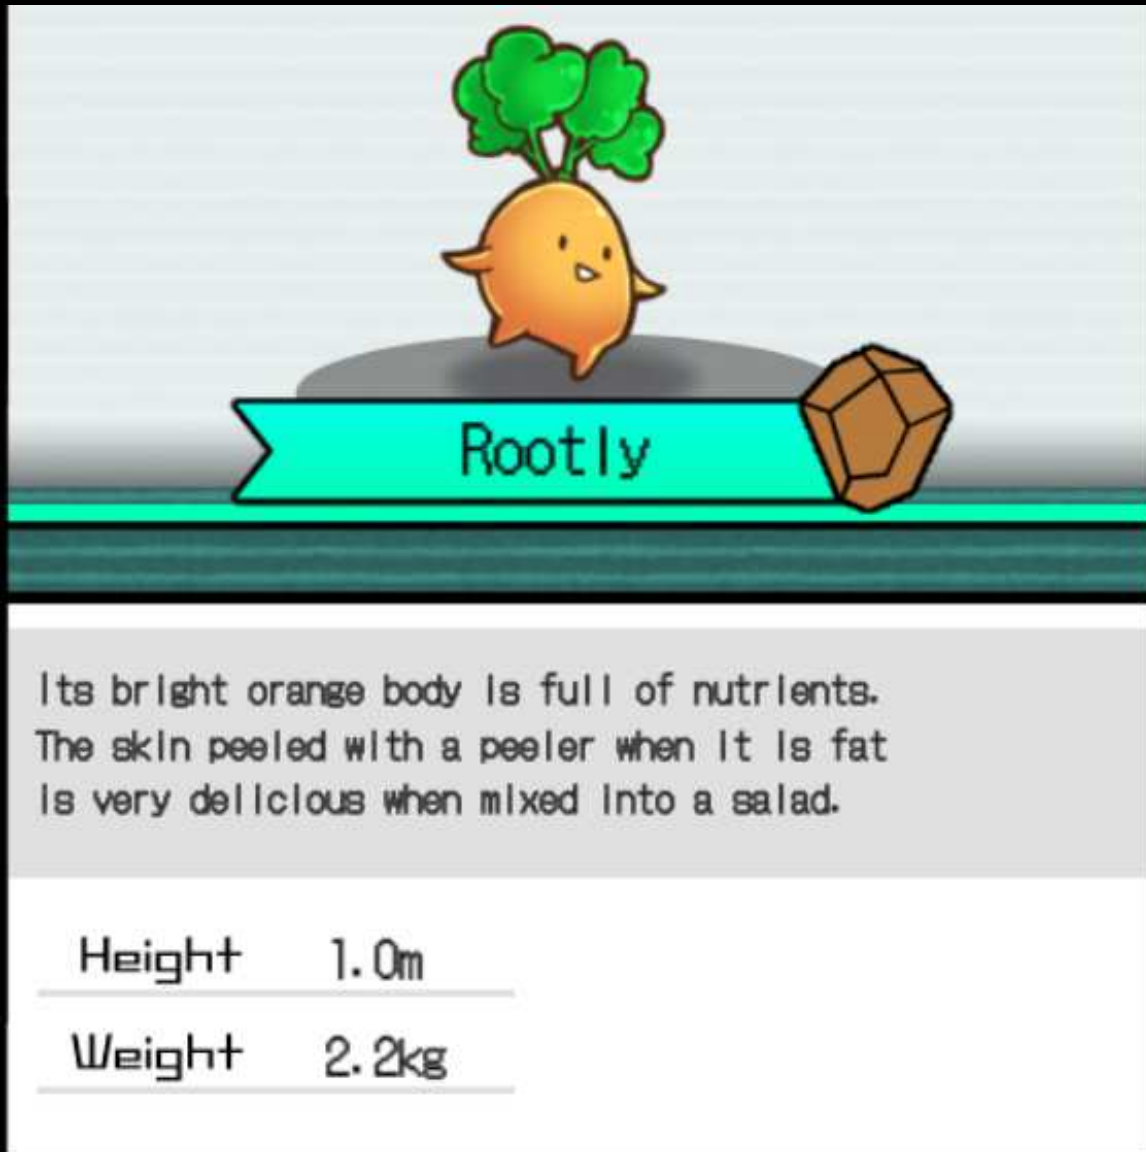 Rootly
Its bright orange body is full of nutrients.
The skin peeled with a peeler when it is fat
is very delicious when mixed into a salad.
Height 1.0m
Weight 2.2kg